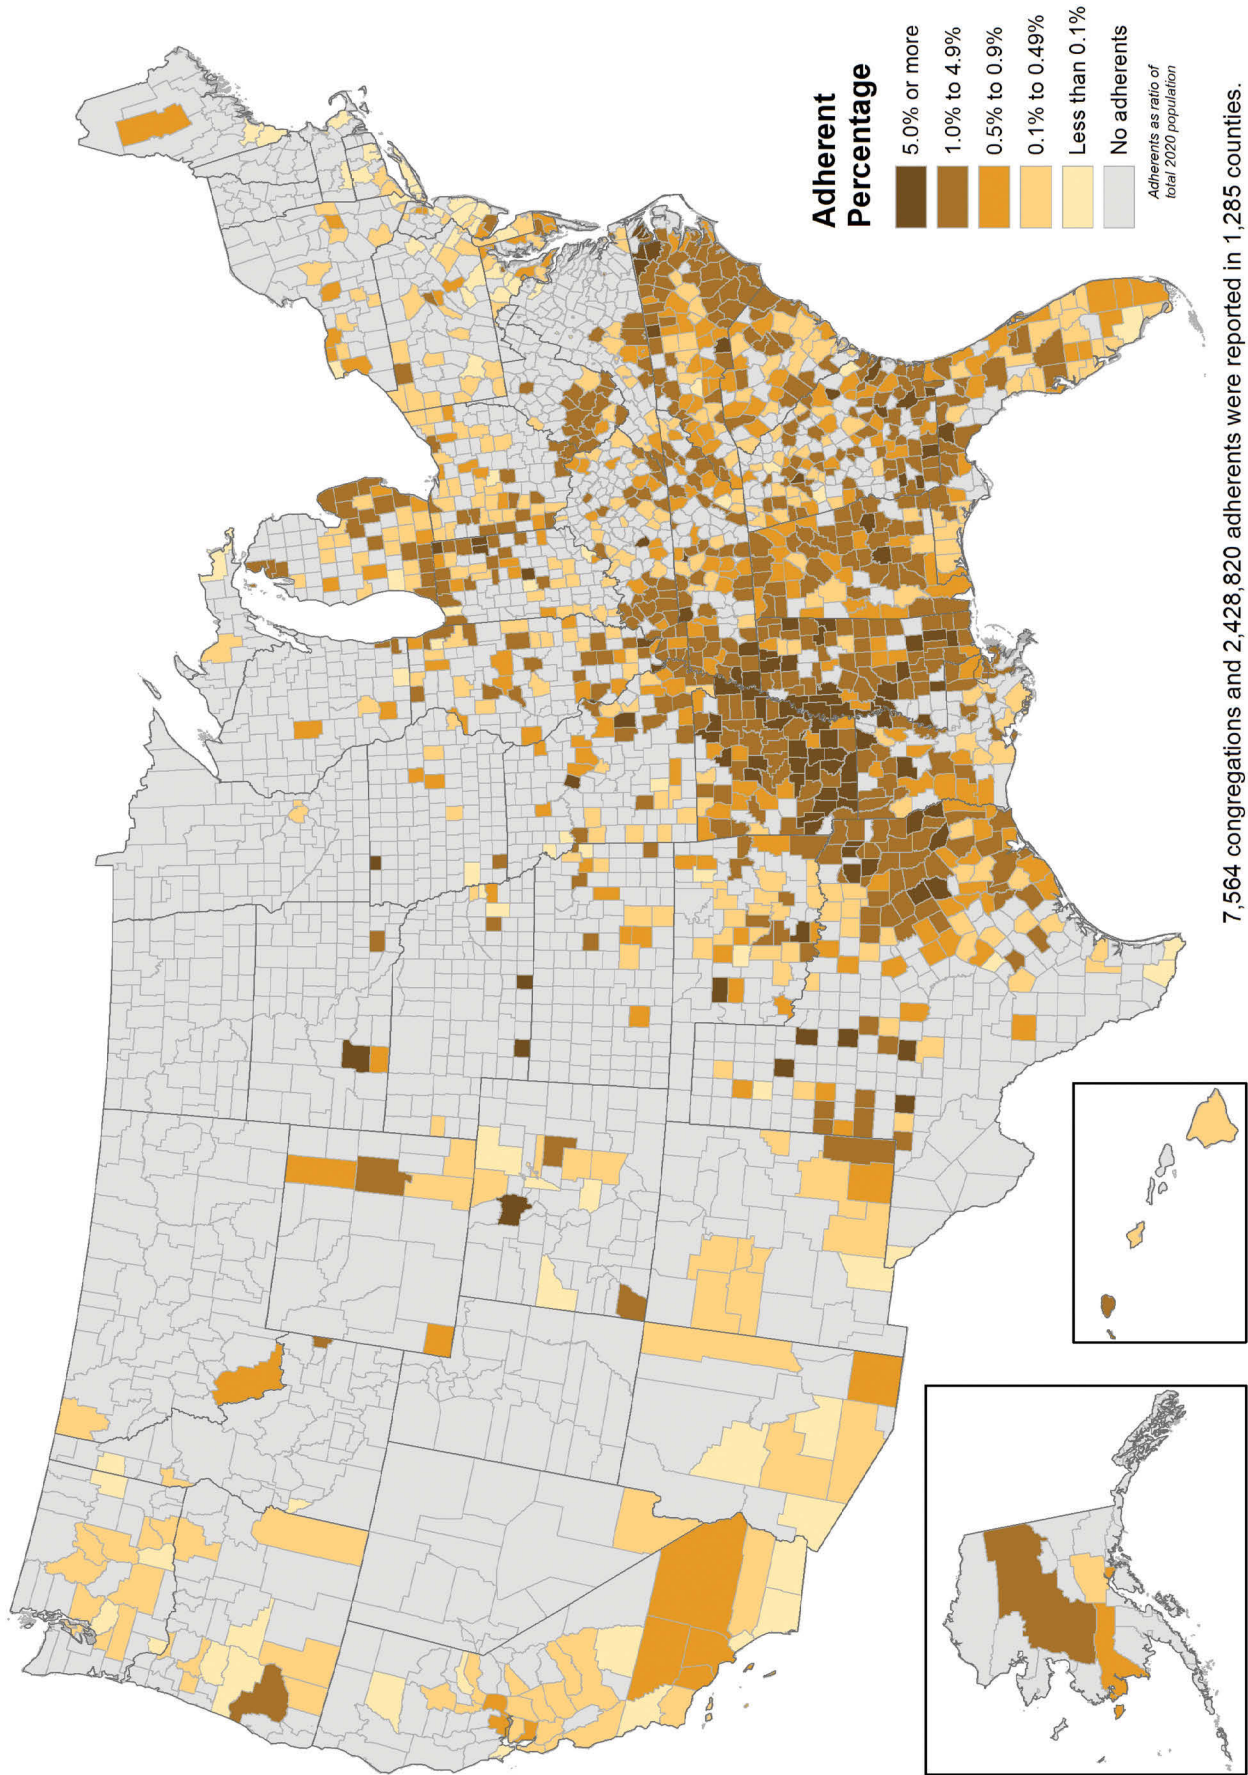 Adherent
Percentage
5.0% or more
1.0% to 4.9%
0.5% to 0.9%
0.1% to 0.49%
Less than 0.1%
No adherents
Adherents as ratio of
total 2020 population
7,564 congregations and 2,428,820 adherents were reported in 1,285 counties.